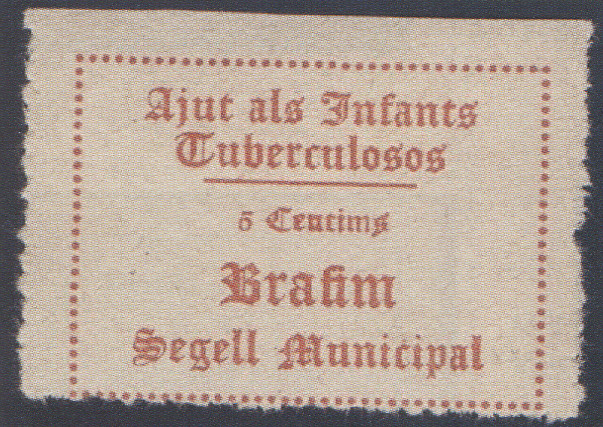 Ajut als Infants
Tuberculosos
5 Centims
Brafim
Segell Municipal